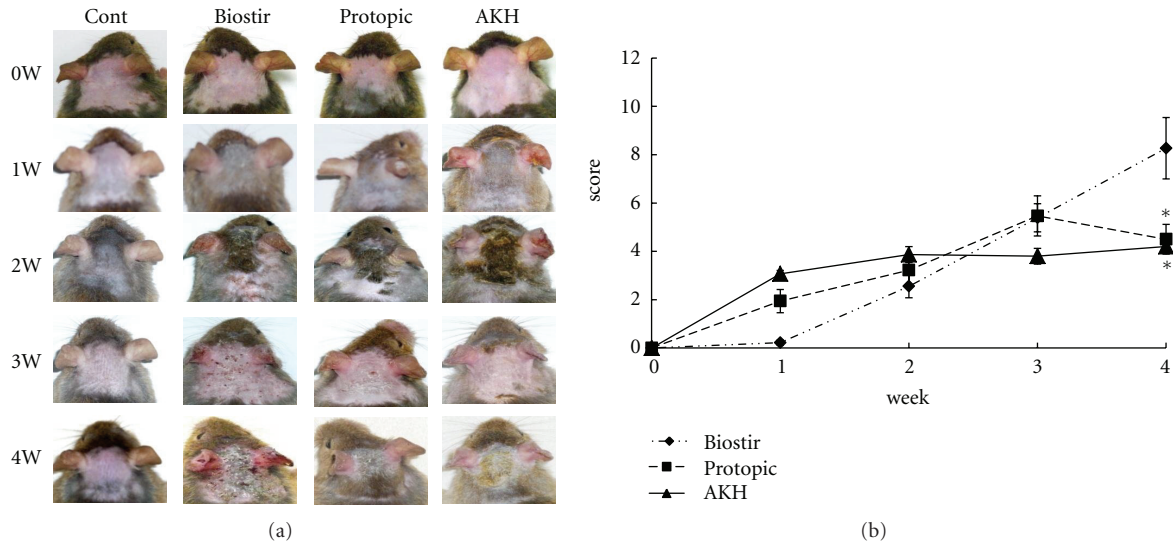 Cont Biostir Protopic AKH
0W
1W
2W
3W
4W
(a)
12
10
8
6
4
2
0
score
*
*
0 1 2 3 4
week
Biostir
Protopic
AKH
(b)